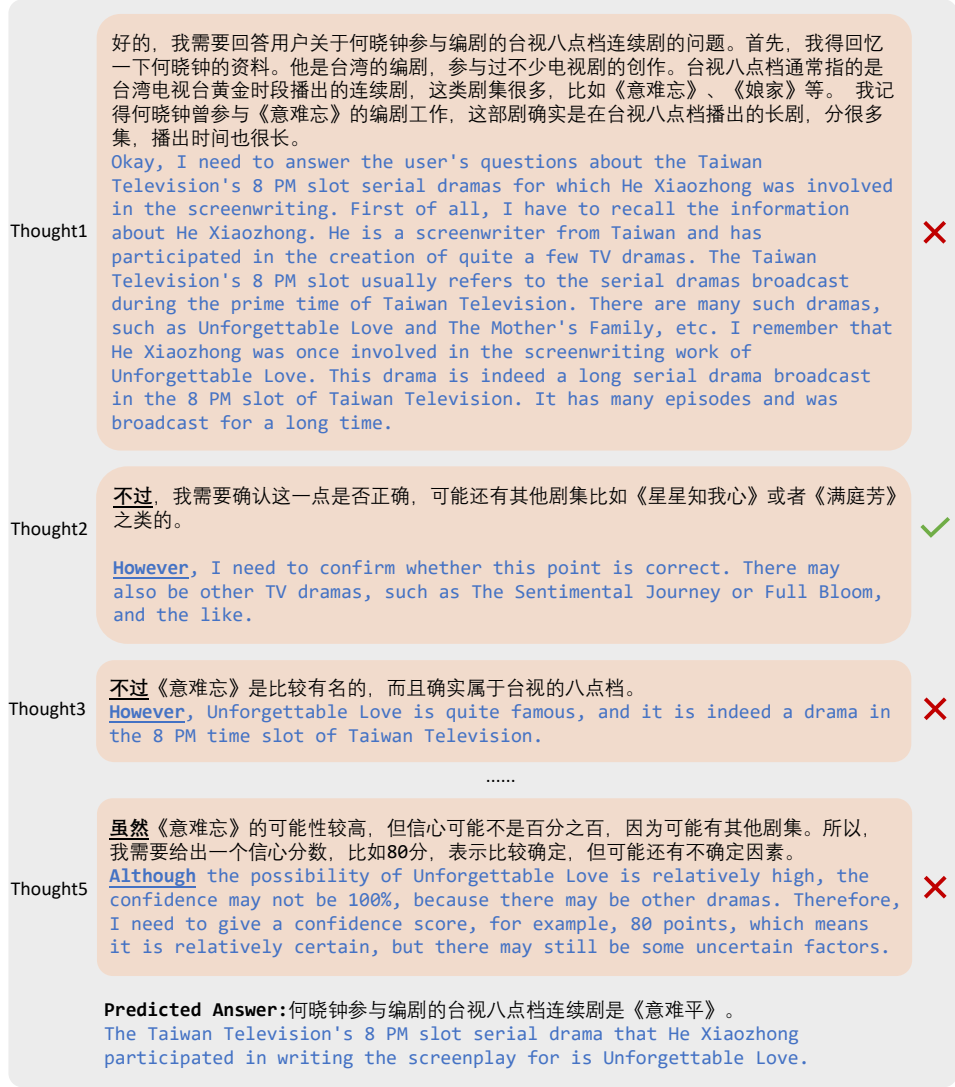 好的，我需要回答用户关于何晓钟参与编剧的台视八点档连续剧的问题。首先，我得回忆
一下何晓钟的资料。他是台湾的编剧，参与过不少电视剧的创作。台视八点档通常指的是
台湾电视台黄金时段播出的连续剧，这类剧集很多，比如《意难忘》、《娘家》等。 我记
得何晓钟曾参与《意难忘》的编剧工作，这部剧确实是在台视八点档播出的长剧，分很多
集，播出时间也很长。
Okay, I need to answer the user's questions about the Taiwan
Television's 8 PM slot serial dramas for which He Xiaozhong was involved
in the screenwriting. First of all, I have to recall the information
Thought1
about He Xiaozhong. He is a screenwriter from Taiwan and has
participated in the creation of quite a few TV dramas. The Taiwan
Television's 8 PM slot usually refers to the serial dramas broadcast
during the prime time of Taiwan Television. There are many such dramas,
such as Unforgettable Love and The Mother's Family, etc. I remember that
He Xiaozhong was once involved in the screenwriting work of
Unforgettable Love. This drama is indeed a long serial drama broadcast
in the 8 PM slot of Taiwan Television. It has many episodes and was
broadcast for a long time.
不过，我需要确认这一点是否正确，可能还有其他剧集比如《星星知我心》或者《满庭芳》
Thought2
之类的。
However, I need to confirm whether this point is correct. There may
also be other TV dramas, such as The Sentimental Journey or Full Bloom,
and the like.
不过《意难忘》是比较有名的，而且确实属于台视的八点档。
Thought3
However, Unforgettable Love is quite famous, and it is indeed a drama in
the 8 PM time slot of Taiwan Television.
......
虽然《意难忘》的可能性较高，但信心可能不是百分之百，因为可能有其他剧集。所以，
我需要给出一个信心分数，比如80分，表示比较确定，但可能还有不确定因素。
Thought5
Although the possibility of Unforgettable Love is relatively high, the
confidence may not be 100%, because there may be other dramas. Therefore,
I need to give a confidence score, for example, 80 points, which means
it is relatively certain, but there may still be some uncertain factors.
Predicted Answer:何晓钟参与编剧的台视八点档连续剧是《意难平》。
The Taiwan Television's 8 PM slot serial drama that He Xiaozhong
participated in writing the screenplay for is Unforgettable Love.